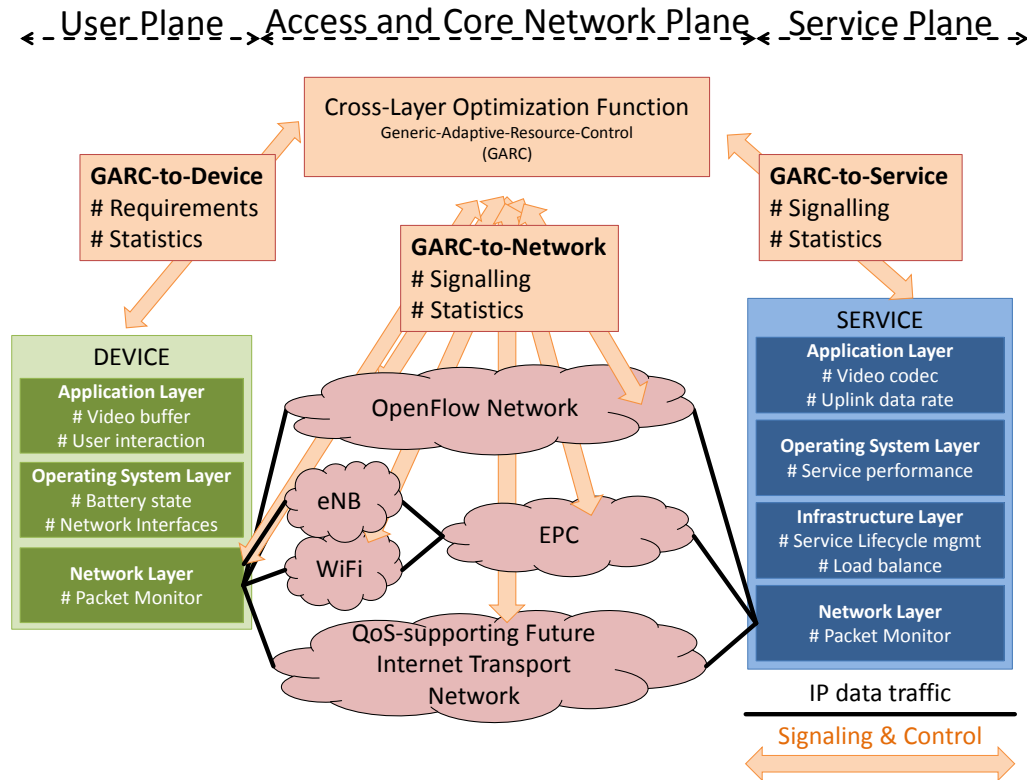 User Plane
Access and Core Network Plane
Service Plane
Cross-Layer Optimization Function
Generic-Adaptive-Resource-Control
(GARC)
GARC-to-Device
# Requirements
# Statistics
GARC-to-Network
# Signalling
# Statistics
GARC-to-Service
# Signalling
# Statistics
DEVICE
Application Layer
# Video buffer
# User interaction
Operating System Layer
# Battery state
# Network Interfaces
Network Layer
# Packet Monitor
OpenFlow Network
eNB
WiFi
EPC
QoS-supporting Future
Internet Transport
Network
SERVICE
Application Layer
# Video codec
# Uplink data rate
Operating System Layer
# Service performance
Infrastructure Layer
# Service Lifecycle mgmt
# Load balance
Network Layer
# Packet Monitor
IP data traffic
Signaling & Control